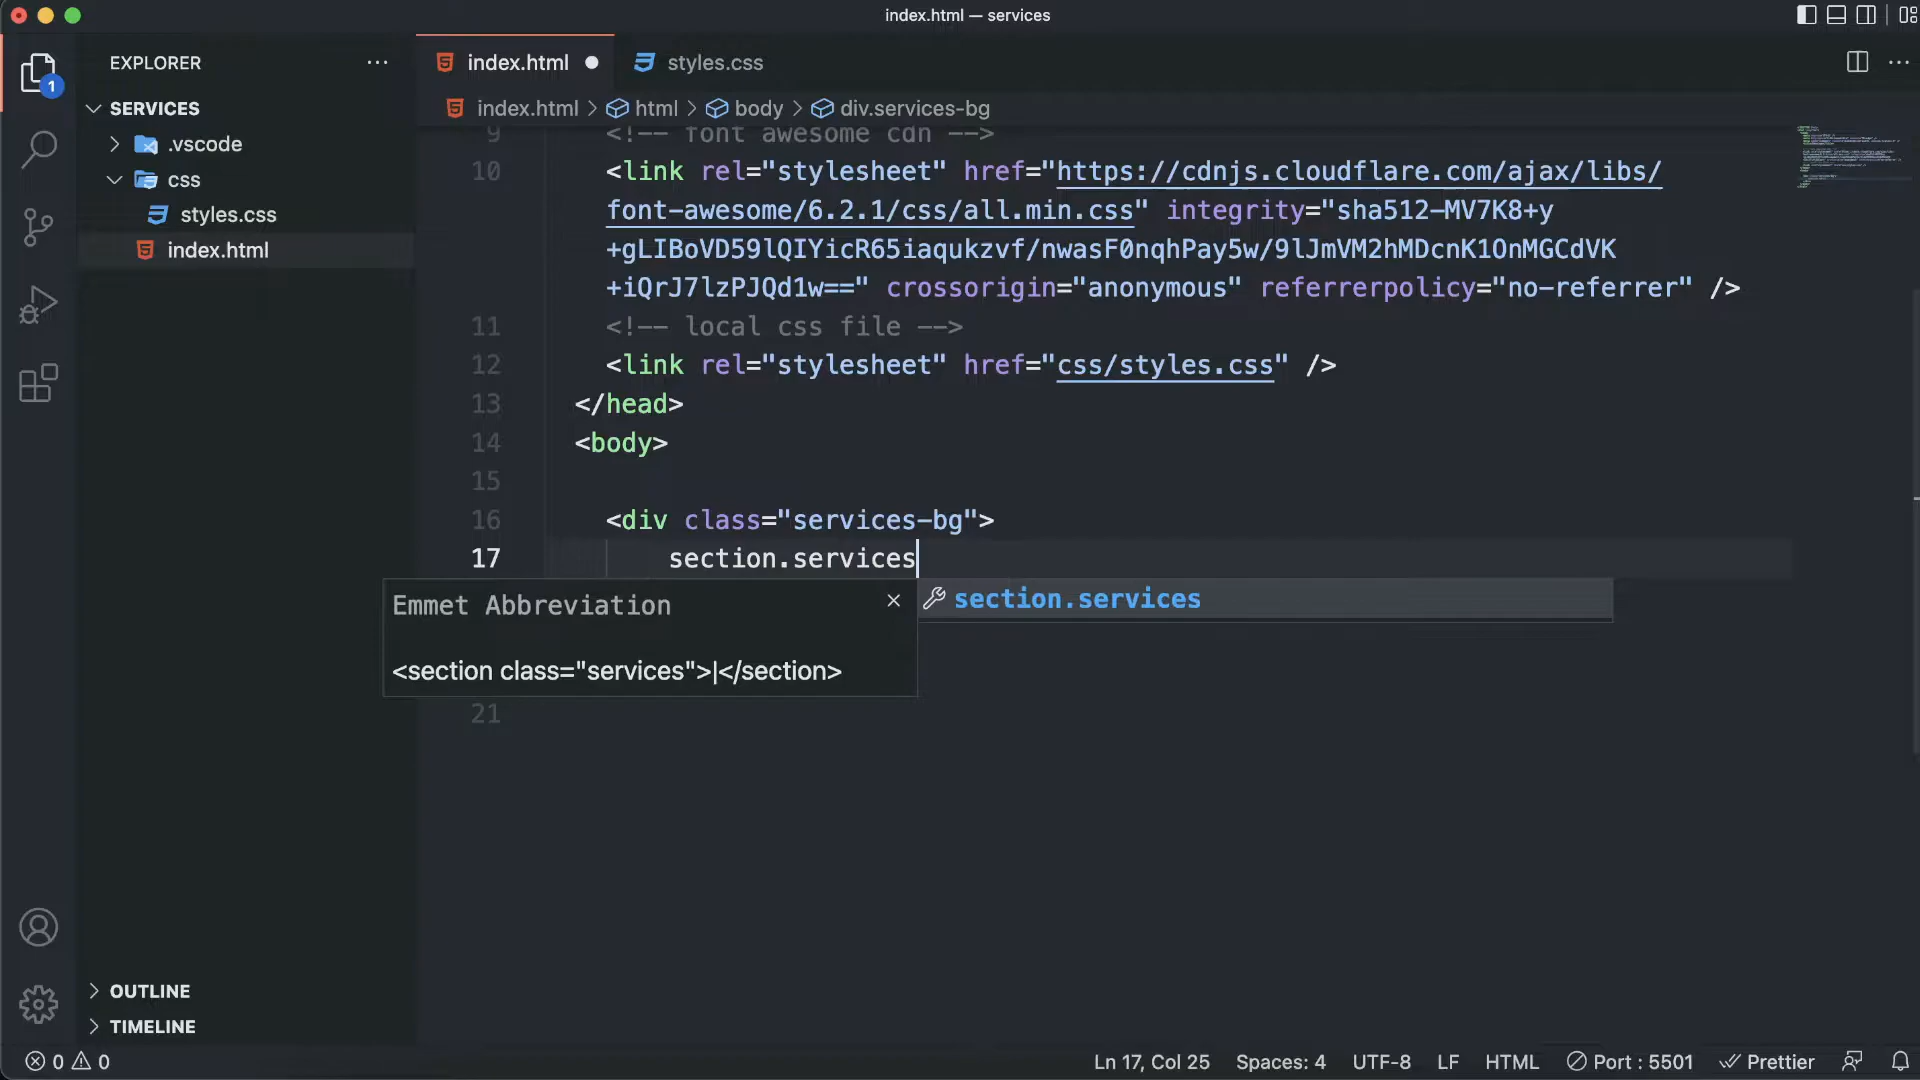 index.html — services
EXPLORER
index.html
styles.css
1
SERVICES
index.html > html > body > div.services-bg
.vscode
css
styles.css
index.html
9 <!-- font awesome cdn -->
10 <link rel="stylesheet" href="https://cdnjs.cloudflare.com/ajax/libs/
font-awesome/6.2.1/css/all.min.css" integrity="sha512-MV7K8+y
+gLIBoVD59lQIYicR65iaqukzvf/nwasF0nqhPay5w/9lJmVM2hMDcnK1OnMGCdVK
+iQrJ7lzPJQd1w==" crossorigin="anonymous" referrerpolicy="no-referrer" />
11 <!-- local css file -->
12 <link rel="stylesheet" href="css/styles.css" />
13 </head>
14 <body>
15
16 <div class="services-bg">
17 section.services
Emmet Abbreviation
section.services
<section class="services">|</section>
21
OUTLINE
TIMELINE
0 0
Ln 17, Col 25
Spaces: 4
UTF-8
LF
HTML
Port : 5501
Prettier